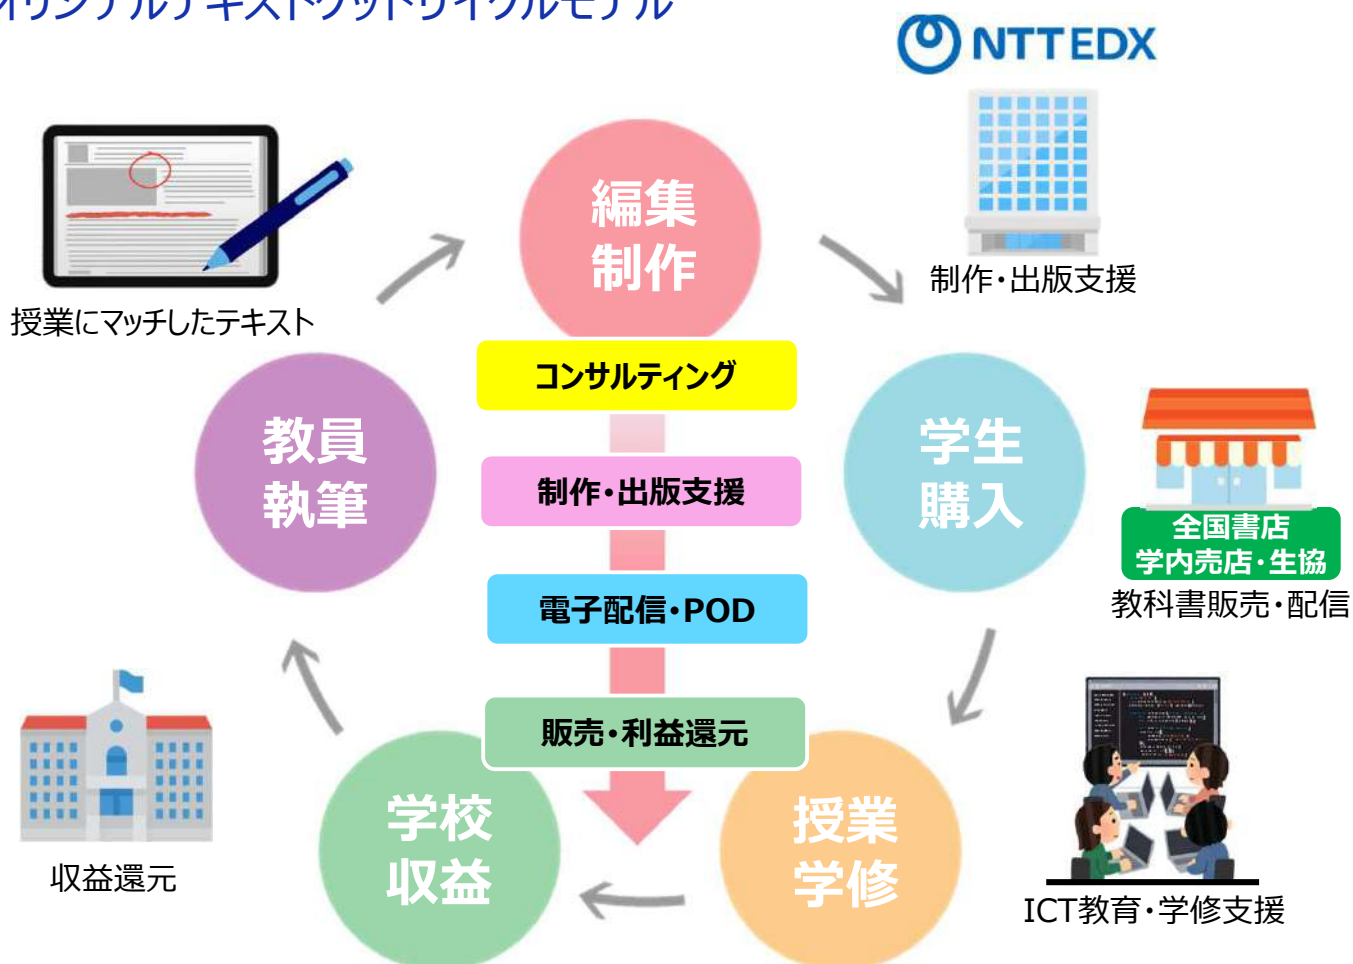 オリジナルテキストグッドサイクルモデル
NTT EDX
編集
制作
制作・出版支援
授業にマッチしたテキスト
コンサルティング
教員
執筆
学生
購入
制作・出版支援
全国書店
学内売店・生協
教科書販売・配信
電子配信・POD
販売・利益還元
学校
収益
授業
学修
収益還元
ICT教育・学修支援